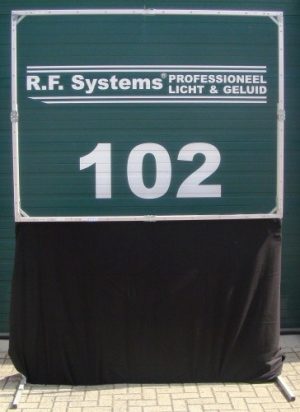 R.F. Systems® PROFESSIONEEL
LICHT & GELUID
102